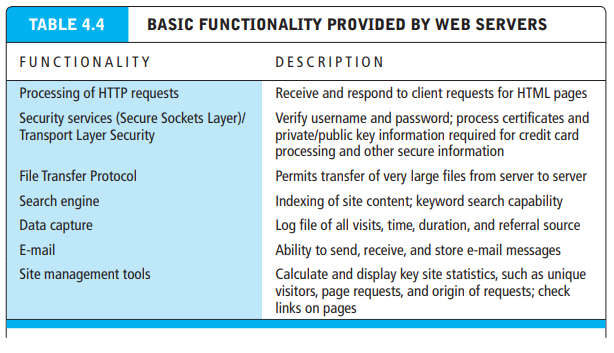 TABLE 4.4 BASIC FUNCTIONALITY PROVIDED BY WEB SERVERS
FUNCTIONALITY DESCRIPTION
Processing of HTTP requests Receive and respond to client requests for HTML pages
Security services (Secure Sockets Layer)/ Verify username and password; process certificates and
Transport Layer Security private/public key information required for credit card
processing and other secure information
File Transfer Protocol Permits transfer of very large files from server to server
Search engine Indexing of site content; keyword search capability
Data capture Log file of all visits, time, duration, and referral source
E-mail Ability to send, receive, and store e-mail messages
Site management tools Calculate and display key site statistics, such as unique
visitors, page requests, and origin of requests; check
links on pages